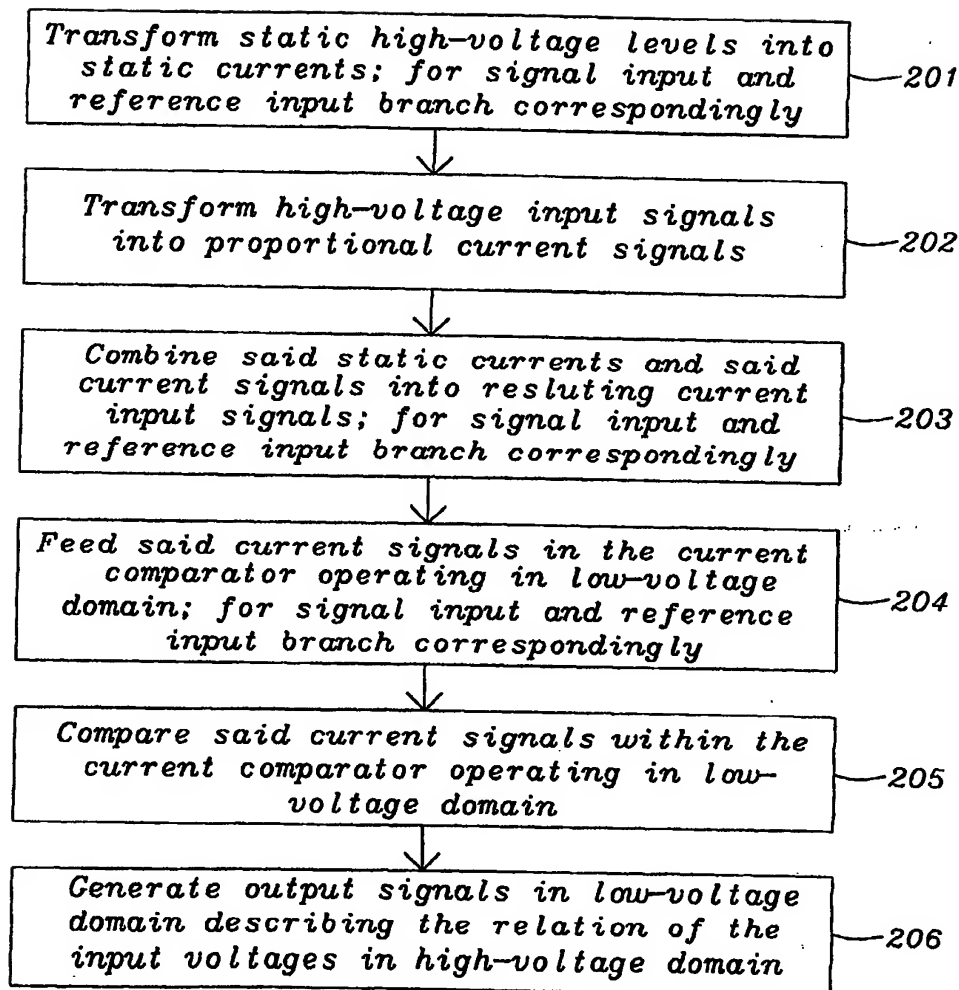 Transform static high-voltage levels into
static currents; for signal input and
reference input branch correspondingly
201
Transform high-voltage input signals
into proportional current signals
202
Combine said static currents and said
current signals into resluting current
input signals; for signal input and
reference input branch correspondingly
203
Feed said current signals in the current
comparator operating in low-voltage
domain; for signal input and reference
input branch correspondingly
204
Compare said current signals within the
current comparator operating in low-
voltage domain
205
Generate output signals in low-voltage
domain describing the relation of the
input voltages in high-voltage domain
206